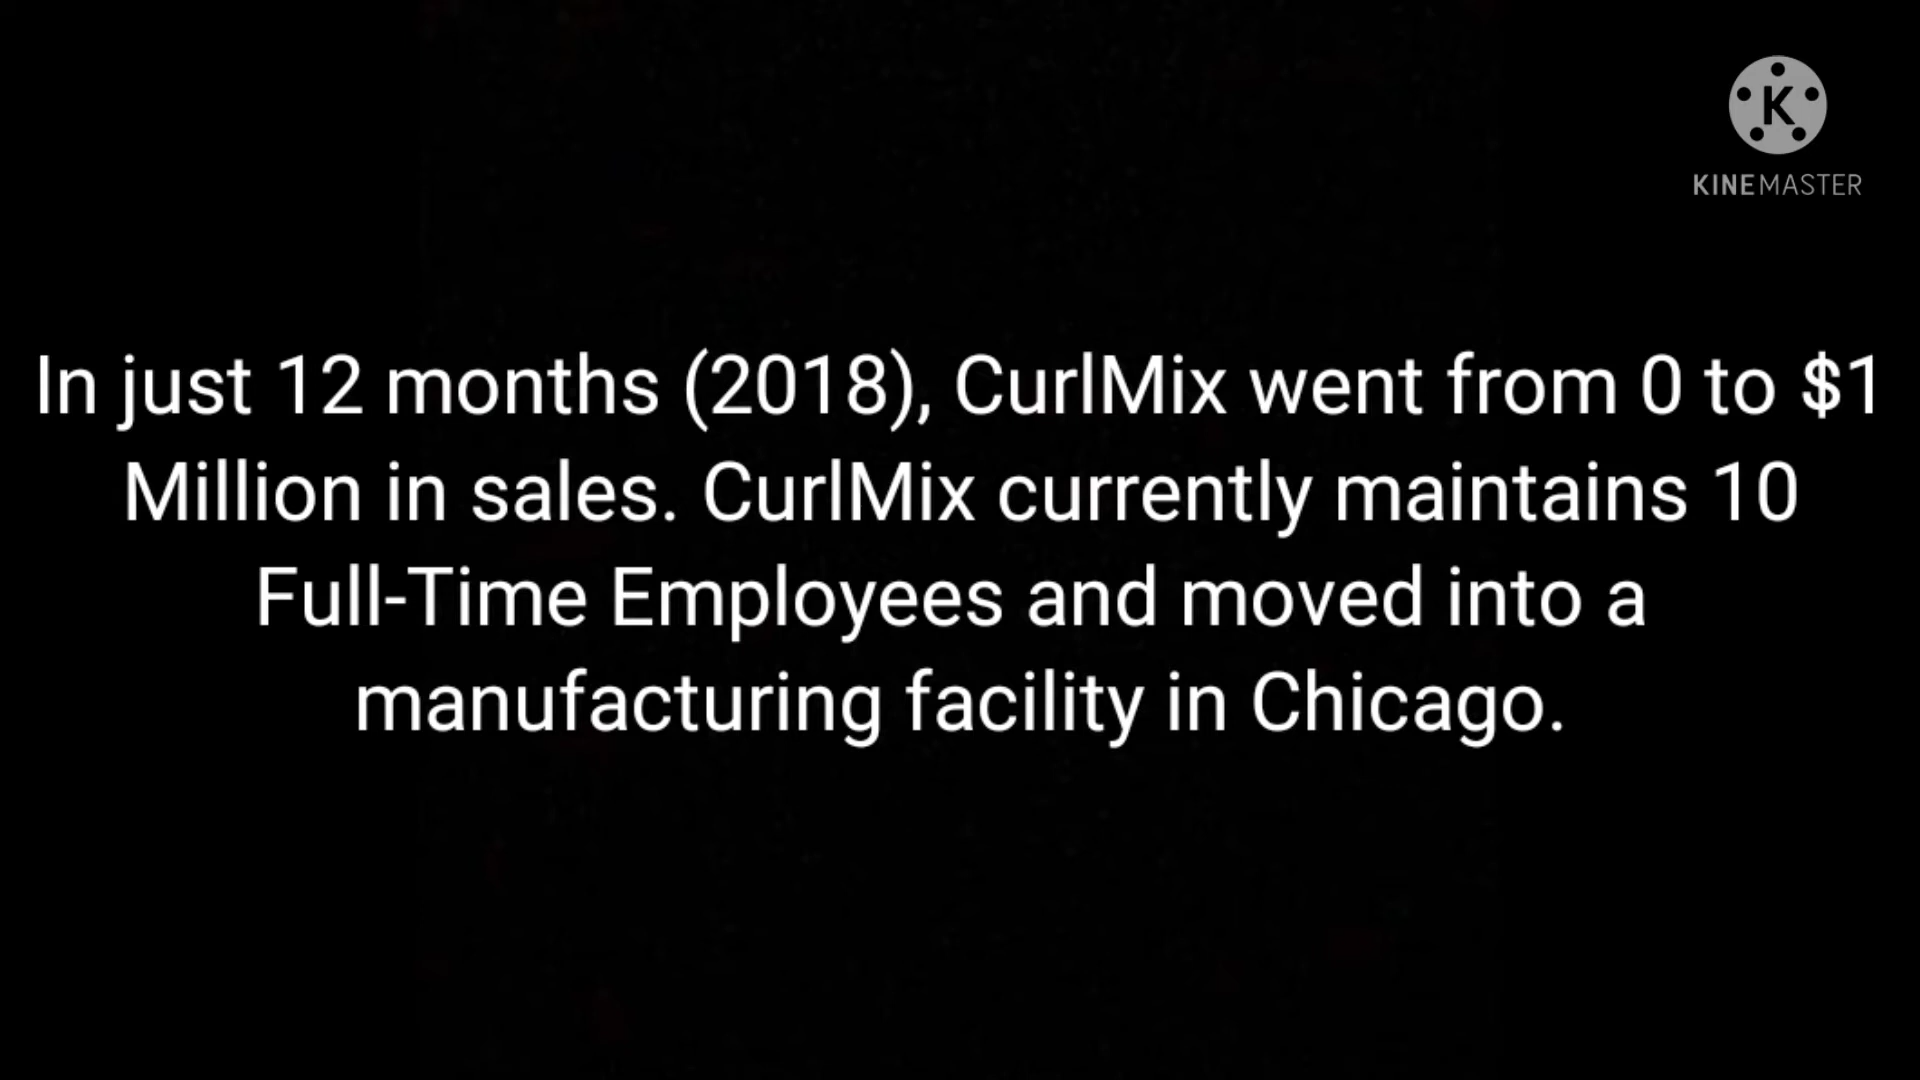 K
KINEMASTER
In just 12 months (2018), CurlMix went from 0 to $1
Million in sales. CurlMix currently maintains 10
Full-Time Employees and moved into a
manufacturing facility in Chicago.